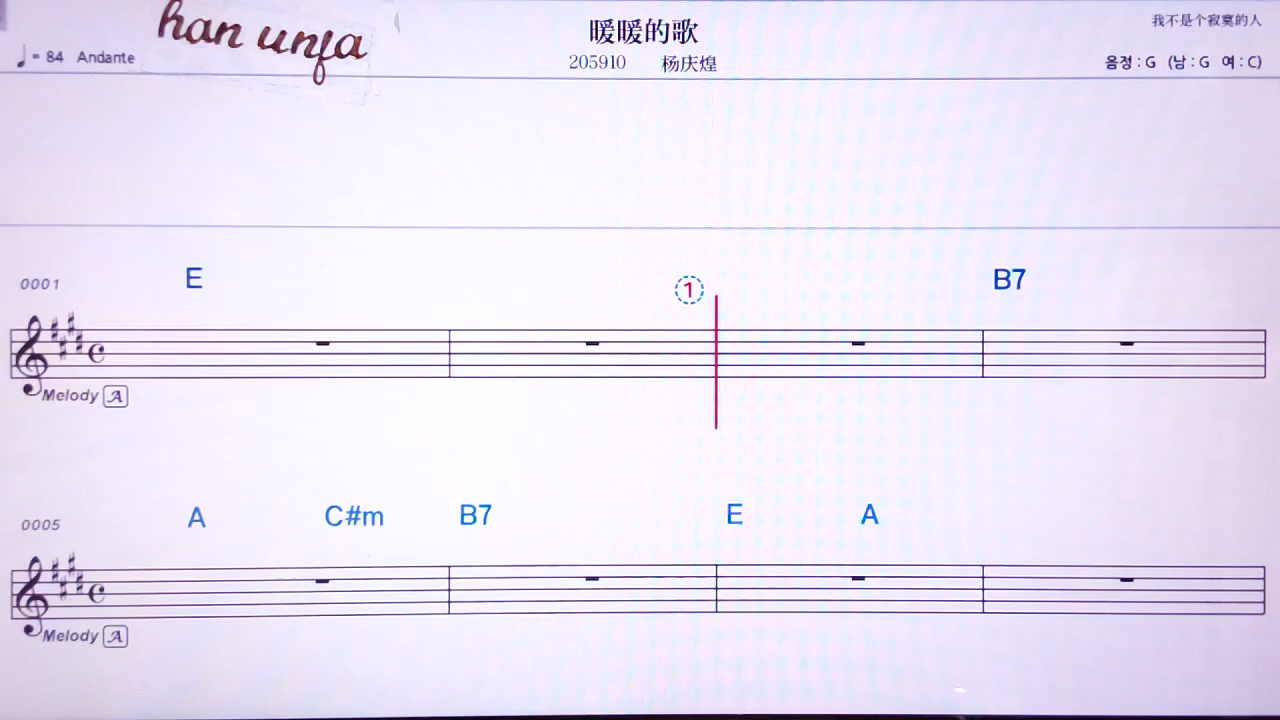 han unfa
暖暖的歌
我不是个寂寞的人
♩= 84 Andante
205910 杨庆煌
음정 : G (남 : G 여 : C)
0001 E ① B7
Melody A
0005 A C#m B7 E A
Melody A